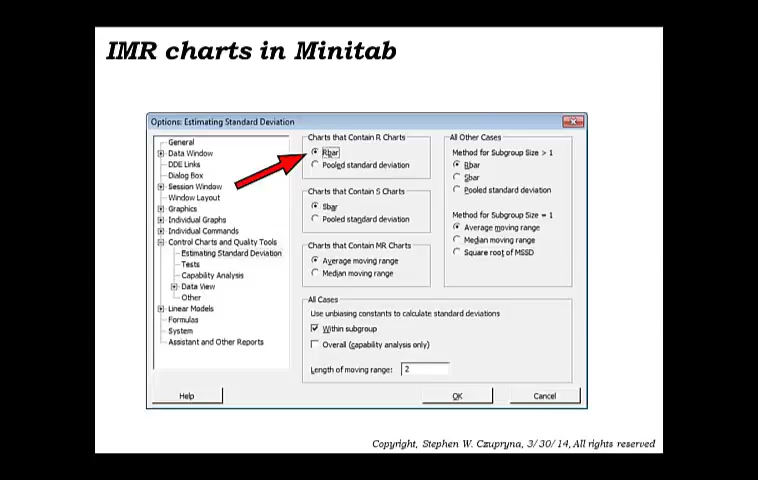 IMR charts in Minitab
Options: Estimating Standard Deviation
General
Data Window
DDE Links
Dialog Box
Session Window
Window Layout
Graphics
Individual Graphs
Individual Commands
Control Charts and Quality Tools
Estimating Standard Deviation
Tests
Capability Analysis
Data View
Other
Linear Models
Formulas
System
Assistant and Other Reports
Charts that Contain R Charts
Rbar
Pooled standard deviation
Charts that Contain S Charts
Sbar
Pooled standard deviation
Charts that Contain MR Charts
Average moving range
Median moving range
All Other Cases
Method for Subgroup Size > 1
Rbar
Sbar
Pooled standard deviation
Method for Subgroup Size = 1
Average moving range
Median moving range
Square root of MSSD
All Cases
Use unbiasing constants to calculate standard deviations
Within subgroup
Overall (capability analysis only)
Length of moving range: 2
Help
OK
Cancel
Copyright, Stephen W. Czupryna, 3/30/14, All rights reserved